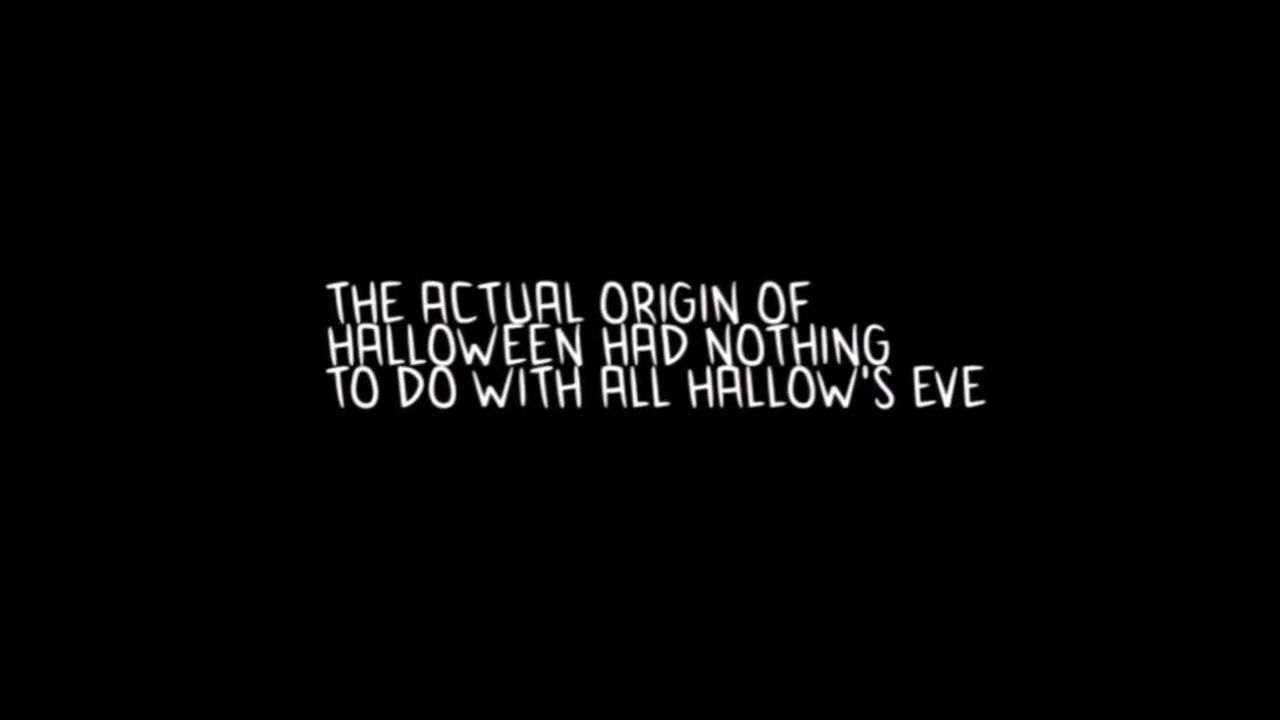 THE ACTUAL ORIGIN OF
HALLOWEEN HAD NOTHING
TO DO WITH ALL HALLOW'S EVE